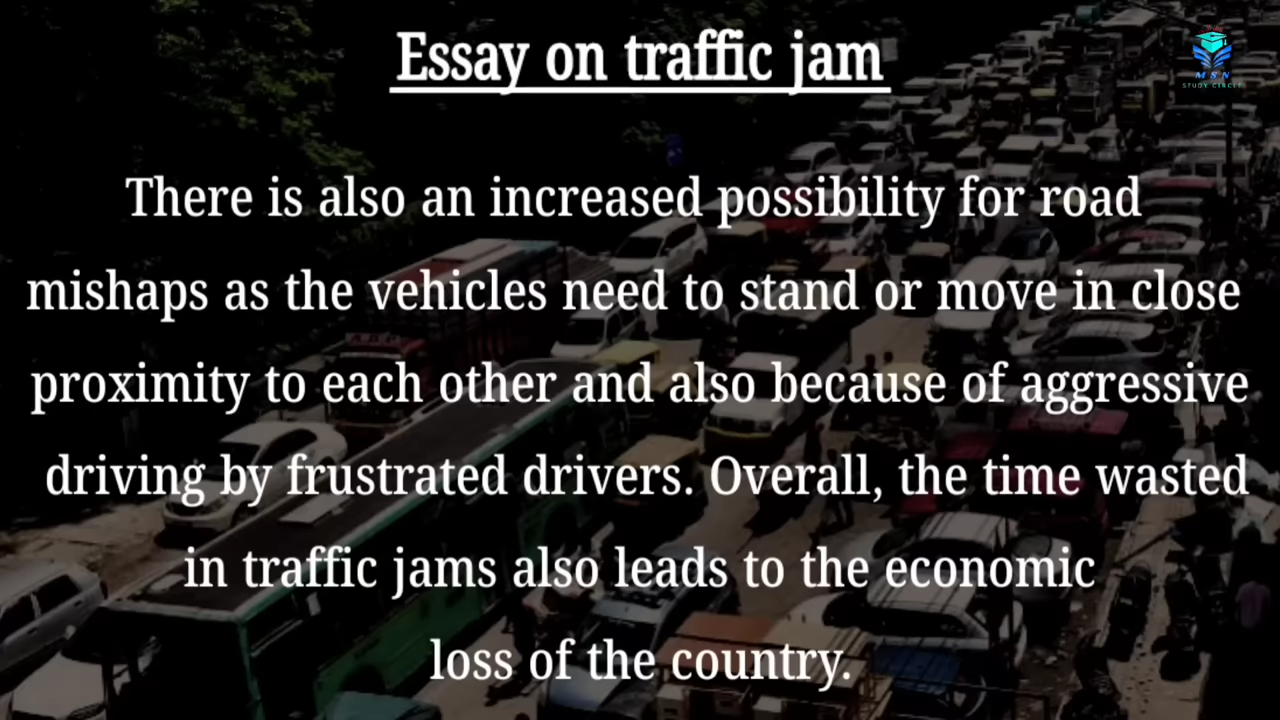 Essay on traffic jam
M S N
STUDY CIRCLE
There is also an increased possibility for road
mishaps as the vehicles need to stand or move in close
proximity to each other and also because of aggressive
driving by frustrated drivers. Overall, the time wasted
in traffic jams also leads to the economic
loss of the country.